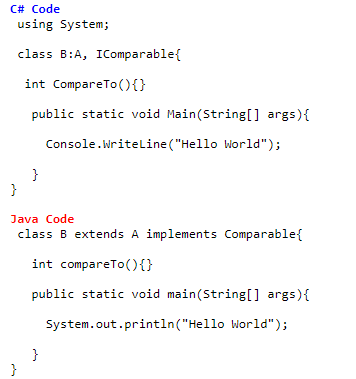 C# Code
using System;
class B:A, IComparable{
int CompareTo(){}
public static void Main(String[] args){
Console.WriteLine("Hello World");
}
}
Java Code
class B extends A implements Comparable{
int compareTo(){}
public static void main(String[] args){
System.out.println("Hello World");
}
}